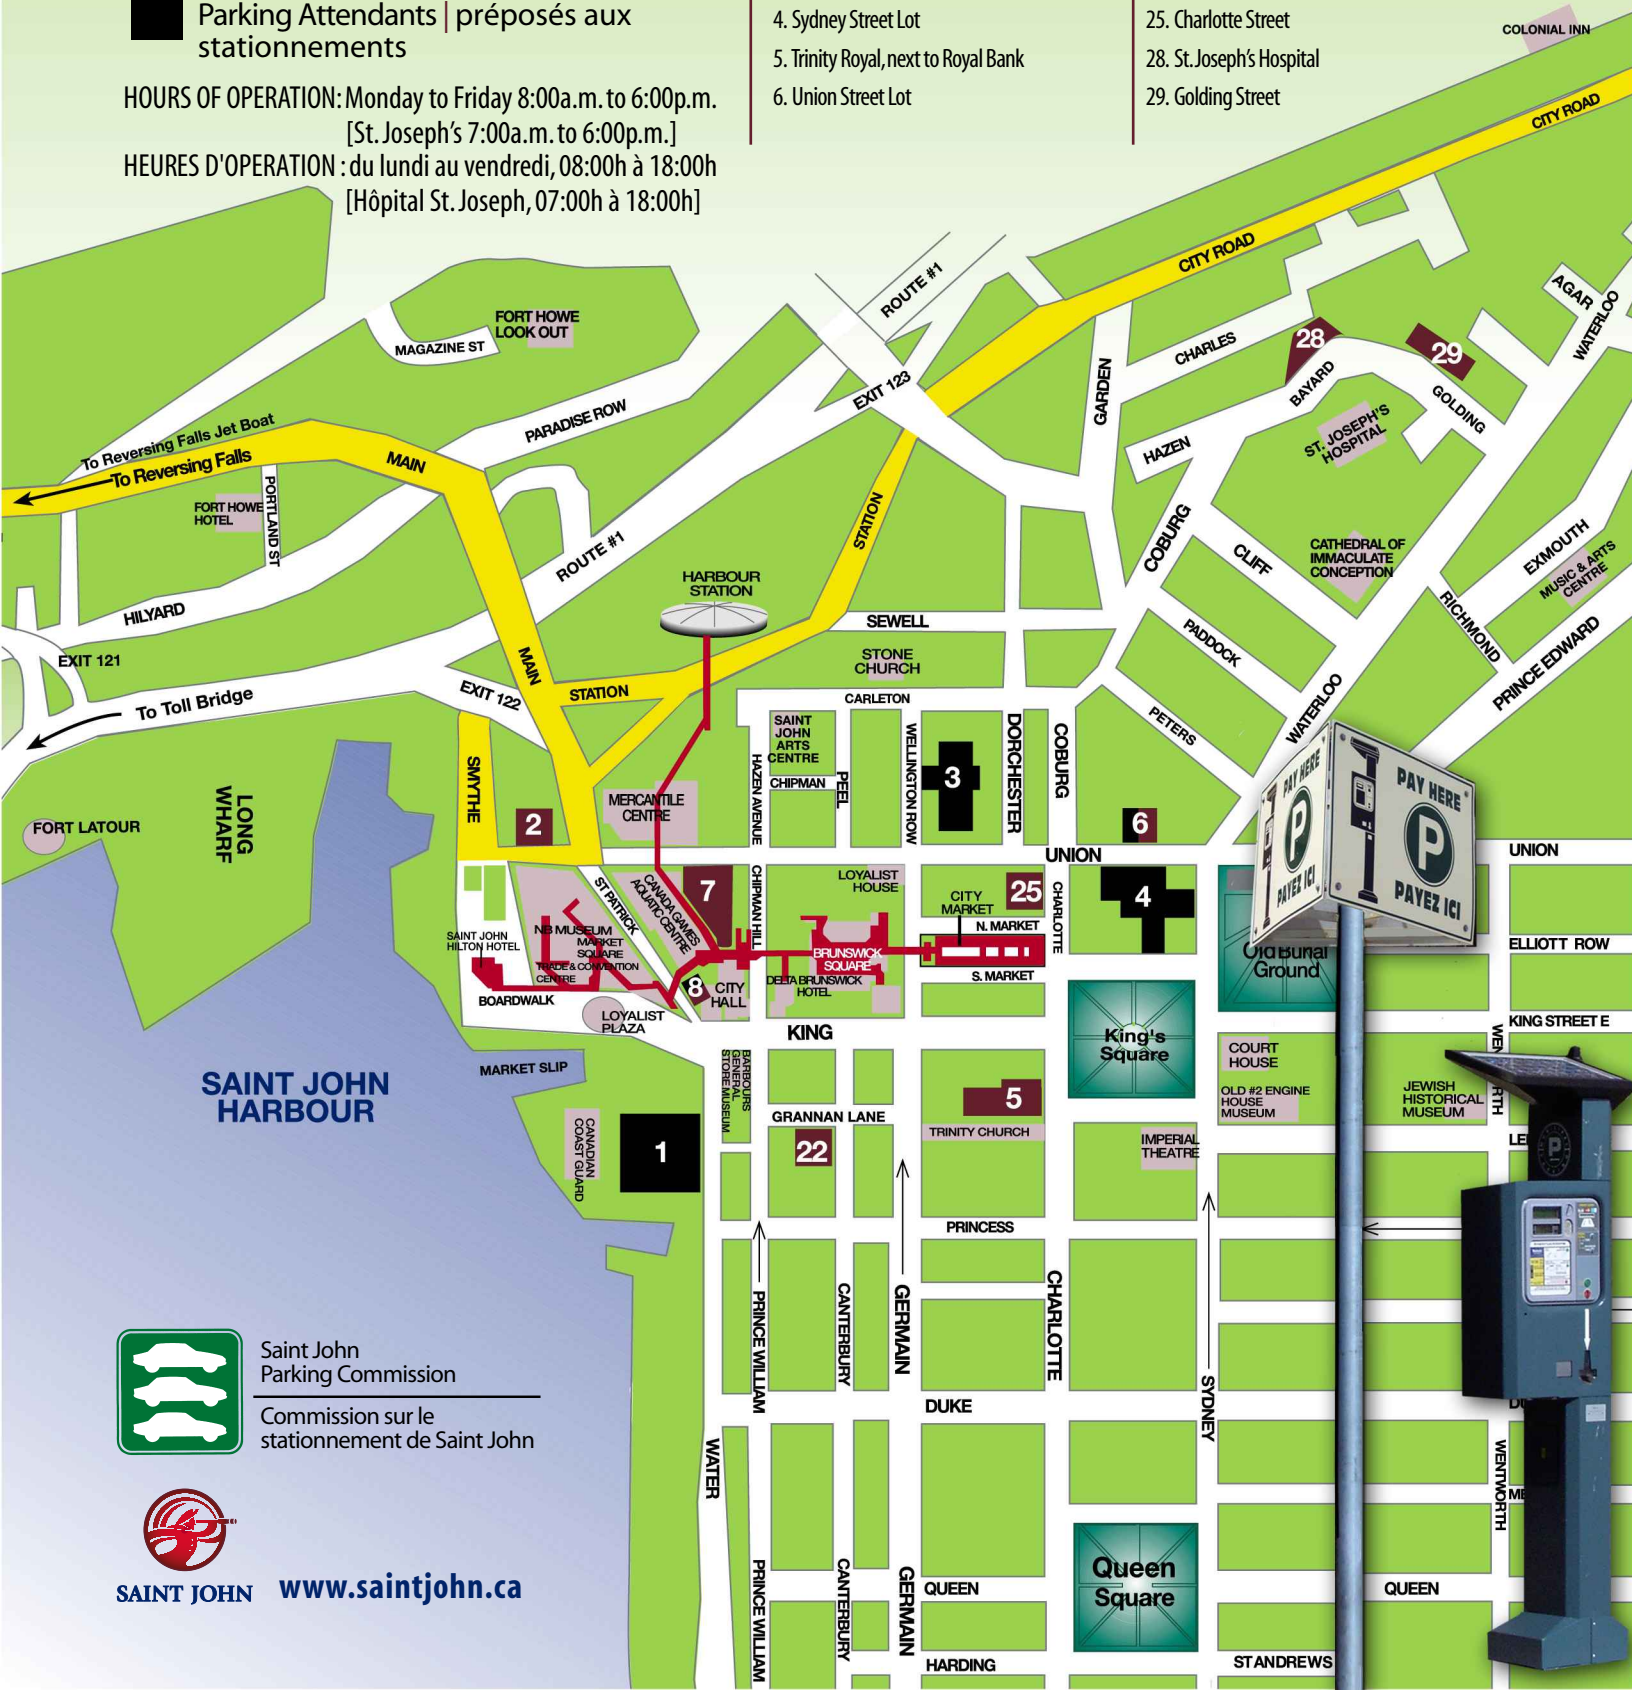 Parking Attendants | préposés aux
stationnements
HOURS OF OPERATION: Monday to Friday 8:00a.m. to 6:00p.m.
[St. Joseph's 7:00a.m. to 6:00p.m.]
HEURES D'OPERATION : du lundi au vendredi, 08:00h à 18:00h
[Hôpital St. Joseph, 07:00h à 18:00h]
4. Sydney Street Lot
5. Trinity Royal, next to Royal Bank
6. Union Street Lot
25. Charlotte Street
28. St. Joseph's Hospital
29. Golding Street
COLONIAL INN
CITY ROAD
CITY ROAD
ROUTE #1
AGAR
WATERLOO
FORT HOWE
LOOK OUT
MAGAZINE ST
CHARLES
28
29
BAYARD
GOLDING
GARDEN
EXIT 123
PARADISE ROW
To Reversing Falls Jet Boat
To Reversing Falls
MAIN
HAZEN
ST. JOSEPH'S
HOSPITAL
FORT HOWE
HOTEL
PORTLAND ST
STATION
COBURG
CLIFF
CATHEDRAL OF
IMMACULATE
CONCEPTION
EXMOUTH
MUSIC & ARTS
CENTRE
ROUTE #1
HARBOUR
STATION
HILYARD
SEWELL
RICHMOND
PADDOCK
PRINCE EDWARD
EXIT 121
To Toll Bridge
EXIT 122
MAIN
STATION
STONE
CHURCH
CARLETON
WATERLOO
PETERS
SAINT
JOHN
ARTS
CENTRE
CHIPMAN
HAZEN AVENUE
PEEL
WELLINGTON ROW
3
DORCHESTER
COBURG
SMYTHE
2
MERCANTILE
CENTRE
6
LONG
WHARF
FORT LATOUR
UNION
UNION
PAY HERE
P
PAYEZ ICI
PAY HERE
P
PAYEZ ICI
ST PATRICK
CANADA GAMES
AQUATIC CENTRE
7
CHIPMAN HILL
LOYALIST
HOUSE
25
CITY
MARKET
N. MARKET
CHARLOTTE
4
SAINT JOHN
HILTON HOTEL
NB MUSEUM
MARKET
SQUARE
TRADE & CONVENTION
CENTRE
BRUNSWICK
SQUARE
DELTA BRUNSWICK
HOTEL
S. MARKET
Old Burial
Ground
ELLIOTT ROW
BOARDWALK
8
CITY
HALL
LOYALIST
PLAZA
KING
King's
Square
KING STREET E
COURT
HOUSE
OLD #2 ENGINE
HOUSE
MUSEUM
JEWISH
HISTORICAL
MUSEUM
MARKET SLIP
BARBOURS
GENERAL
STORE MUSEUM
SAINT JOHN
HARBOUR
CANADIAN
COAST GUARD
1
GRANNAN LANE
22
5
TRINITY CHURCH
IMPERIAL
THEATRE
P
PRINCESS
PRINCE WILLIAM
CANTERBURY
GERMAIN
CHARLOTTE
SYDNEY
DUKE
WATER
WENTWORTH
Saint John
Parking Commission
Commission sur le
stationnement de Saint John
SAINT JOHN
www.saintjohn.ca
PRINCE WILLIAM
CANTERBURY
GERMAIN
QUEEN
Queen
Square
QUEEN
HARDING
ST ANDREWS